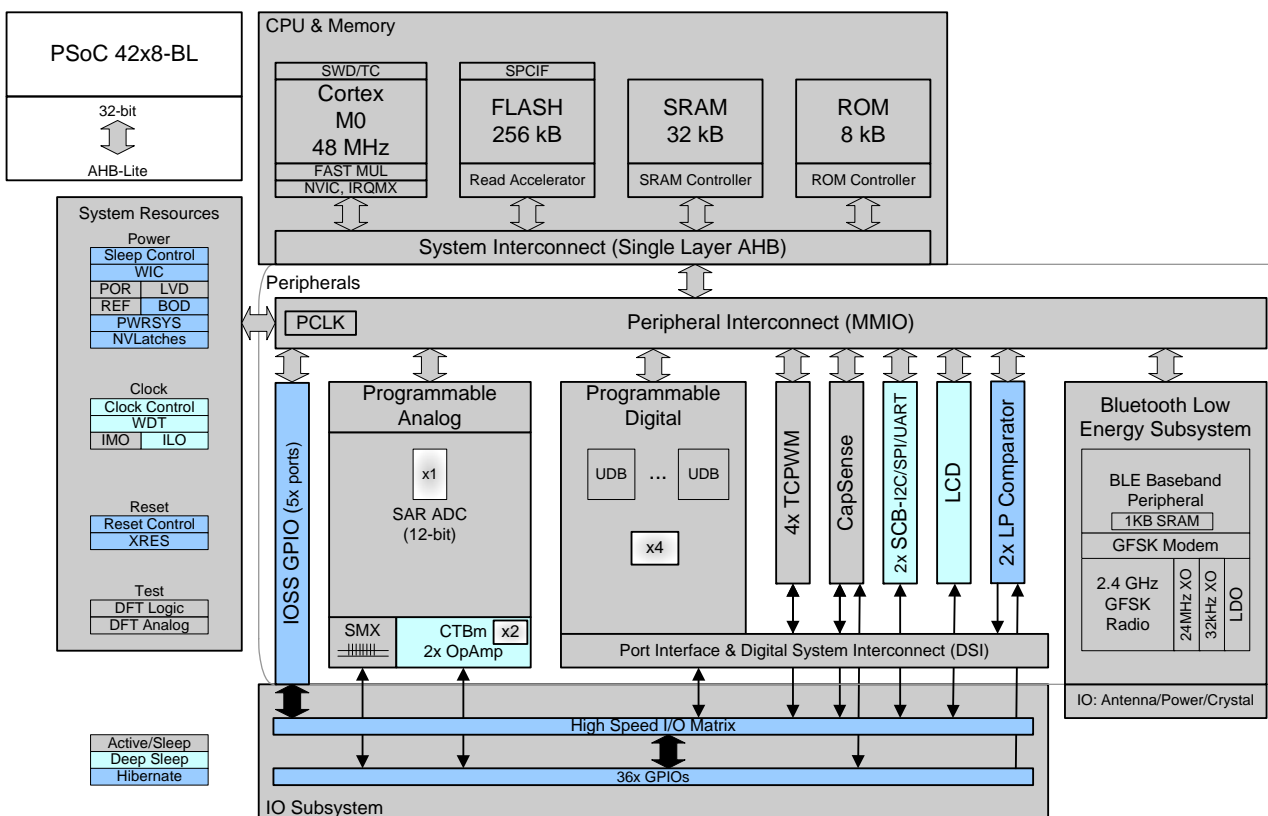 PSoC 42x8-BL
32-bit
AHB-Lite
CPU & Memory
SWD/TC
Cortex
M0
48 MHz
FAST MUL
NVIC, IRQMX
SPCIF
FLASH
256 kB
Read Accelerator
SRAM
32 kB
SRAM Controller
ROM
8 kB
ROM Controller
System Interconnect (Single Layer AHB)
System Resources
Power
Sleep Control
WIC
POR
LVD
REF
BOD
PWRSYS
NVLatches
Clock
Clock Control
WDT
IMO
ILO
Reset
Reset Control
XRES
Test
DFT Logic
DFT Analog
Peripherals
PCLK
Peripheral Interconnect (MMIO)
IOSS GPIO (5x ports)
Programmable
Analog
x1
SAR ADC
(12-bit)
SMX
CTBm
x2
2x OpAmp
Programmable
Digital
UDB
...
UDB
x4
4x TCPWM
CapSense
2x SCB-I2C/SPI/UART
LCD
2x LP Comparator
Port Interface & Digital System Interconnect (DSI)
Bluetooth Low
Energy Subsystem
BLE Baseband
Peripheral
1KB SRAM
GFSK Modem
2.4 GHz
GFSK
Radio
24MHz XO
32kHz XO
LDO
IO: Antenna/Power/Crystal
High Speed I/O Matrix
36x GPIOs
IO Subsystem
Active/Sleep
Deep Sleep
Hibernate